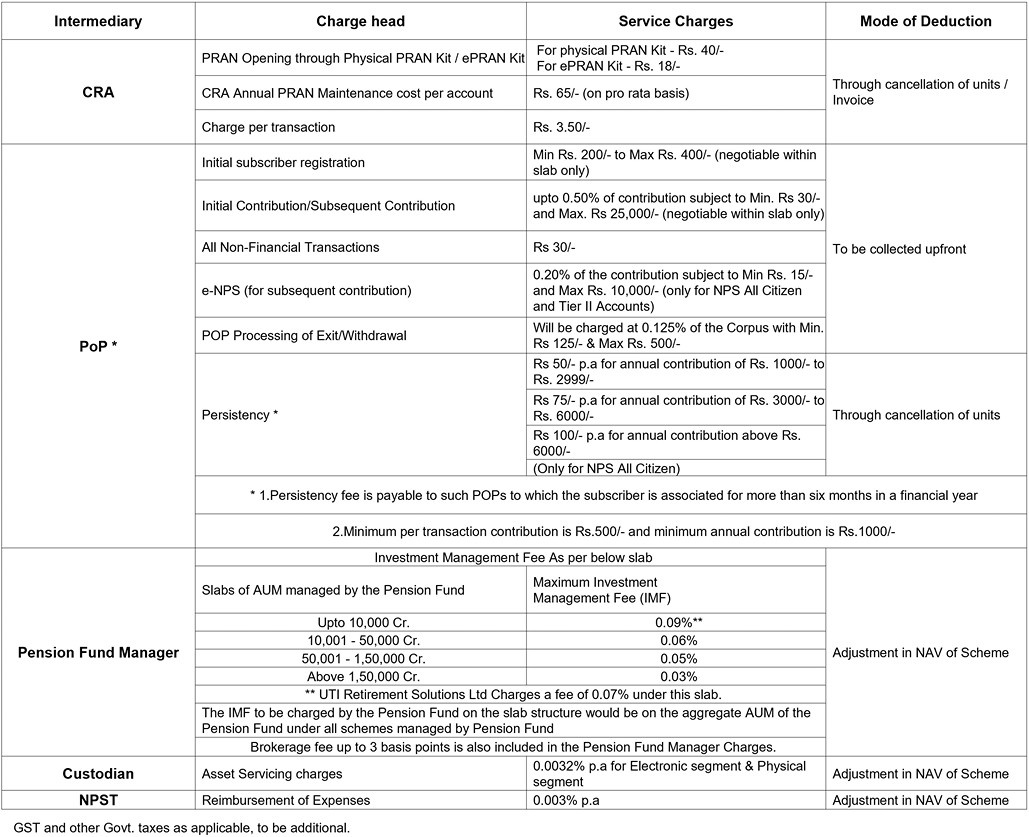 Intermediary
Charge head
Service Charges
Mode of Deduction
CRA
PRAN Opening through Physical PRAN Kit / ePRAN Kit
For physical PRAN Kit - Rs. 40/-
For ePRAN Kit - Rs. 18/-
Through cancellation of units /
Invoice
CRA Annual PRAN Maintenance cost per account
Rs. 65/- (on pro rata basis)
Charge per transaction
Rs. 3.50/-
PoP *
Initial subscriber registration
Min Rs. 200/- to Max Rs. 400/- (negotiable within
slab only)
To be collected upfront
Initial Contribution/Subsequent Contribution
upto 0.50% of contribution subject to Min. Rs 30/-
and Max. Rs 25,000/- (negotiable within slab only)
All Non-Financial Transactions
Rs 30/-
e-NPS (for subsequent contribution)
0.20% of the contribution subject to Min Rs. 15/-
and Max Rs. 10,000/- (only for NPS All Citizen
and Tier II Accounts)
POP Processing of Exit/Withdrawal
Will be charged at 0.125% of the Corpus with Min.
Rs 125/- & Max Rs. 500/-
Persistency *
Rs 50/- p.a for annual contribution of Rs. 1000/- to
Rs. 2999/-
Rs 75/- p.a for annual contribution of Rs. 3000/- to
Rs. 6000/-
Rs 100/- p.a for annual contribution above Rs.
6000/-
(Only for NPS All Citizen)
Through cancellation of units
* 1.Persistency fee is payable to such POPs to which the subscriber is associated for more than six months in a financial year
2.Minimum per transaction contribution is Rs.500/- and minimum annual contribution is Rs.1000/-
Pension Fund Manager
Investment Management Fee As per below slab
Adjustment in NAV of Scheme
Slabs of AUM managed by the Pension Fund
Maximum Investment
Management Fee (IMF)
Upto 10,000 Cr.
0.09%**
10,001 - 50,000 Cr.
0.06%
50,001 - 1,50,000 Cr.
0.05%
Above 1,50,000 Cr.
0.03%
** UTI Retirement Solutions Ltd Charges a fee of 0.07% under this slab.
The IMF to be charged by the Pension Fund on the slab structure would be on the aggregate AUM of the
Pension Fund under all schemes managed by Pension Fund
Brokerage fee up to 3 basis points is also included in the Pension Fund Manager Charges.
Custodian
Asset Servicing charges
0.0032% p.a for Electronic segment & Physical
segment
Adjustment in NAV of Scheme
NPST
Reimbursement of Expenses
0.003% p.a
Adjustment in NAV of Scheme
GST and other Govt. taxes as applicable, to be additional.